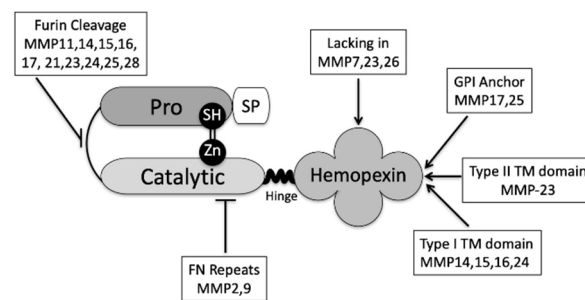 Furin Cleavage
MMP11,14,15,16,
17, 21,23,24,25,28
Lacking in
MMP7,23,26
GPI Anchor
MMP17,25
Pro
SP
SH
Zn
Catalytic
Hinge
Hemopexin
Type II TM domain
MMP-23
FN Repeats
MMP2,9
Type I TM domain
MMP14,15,16,24